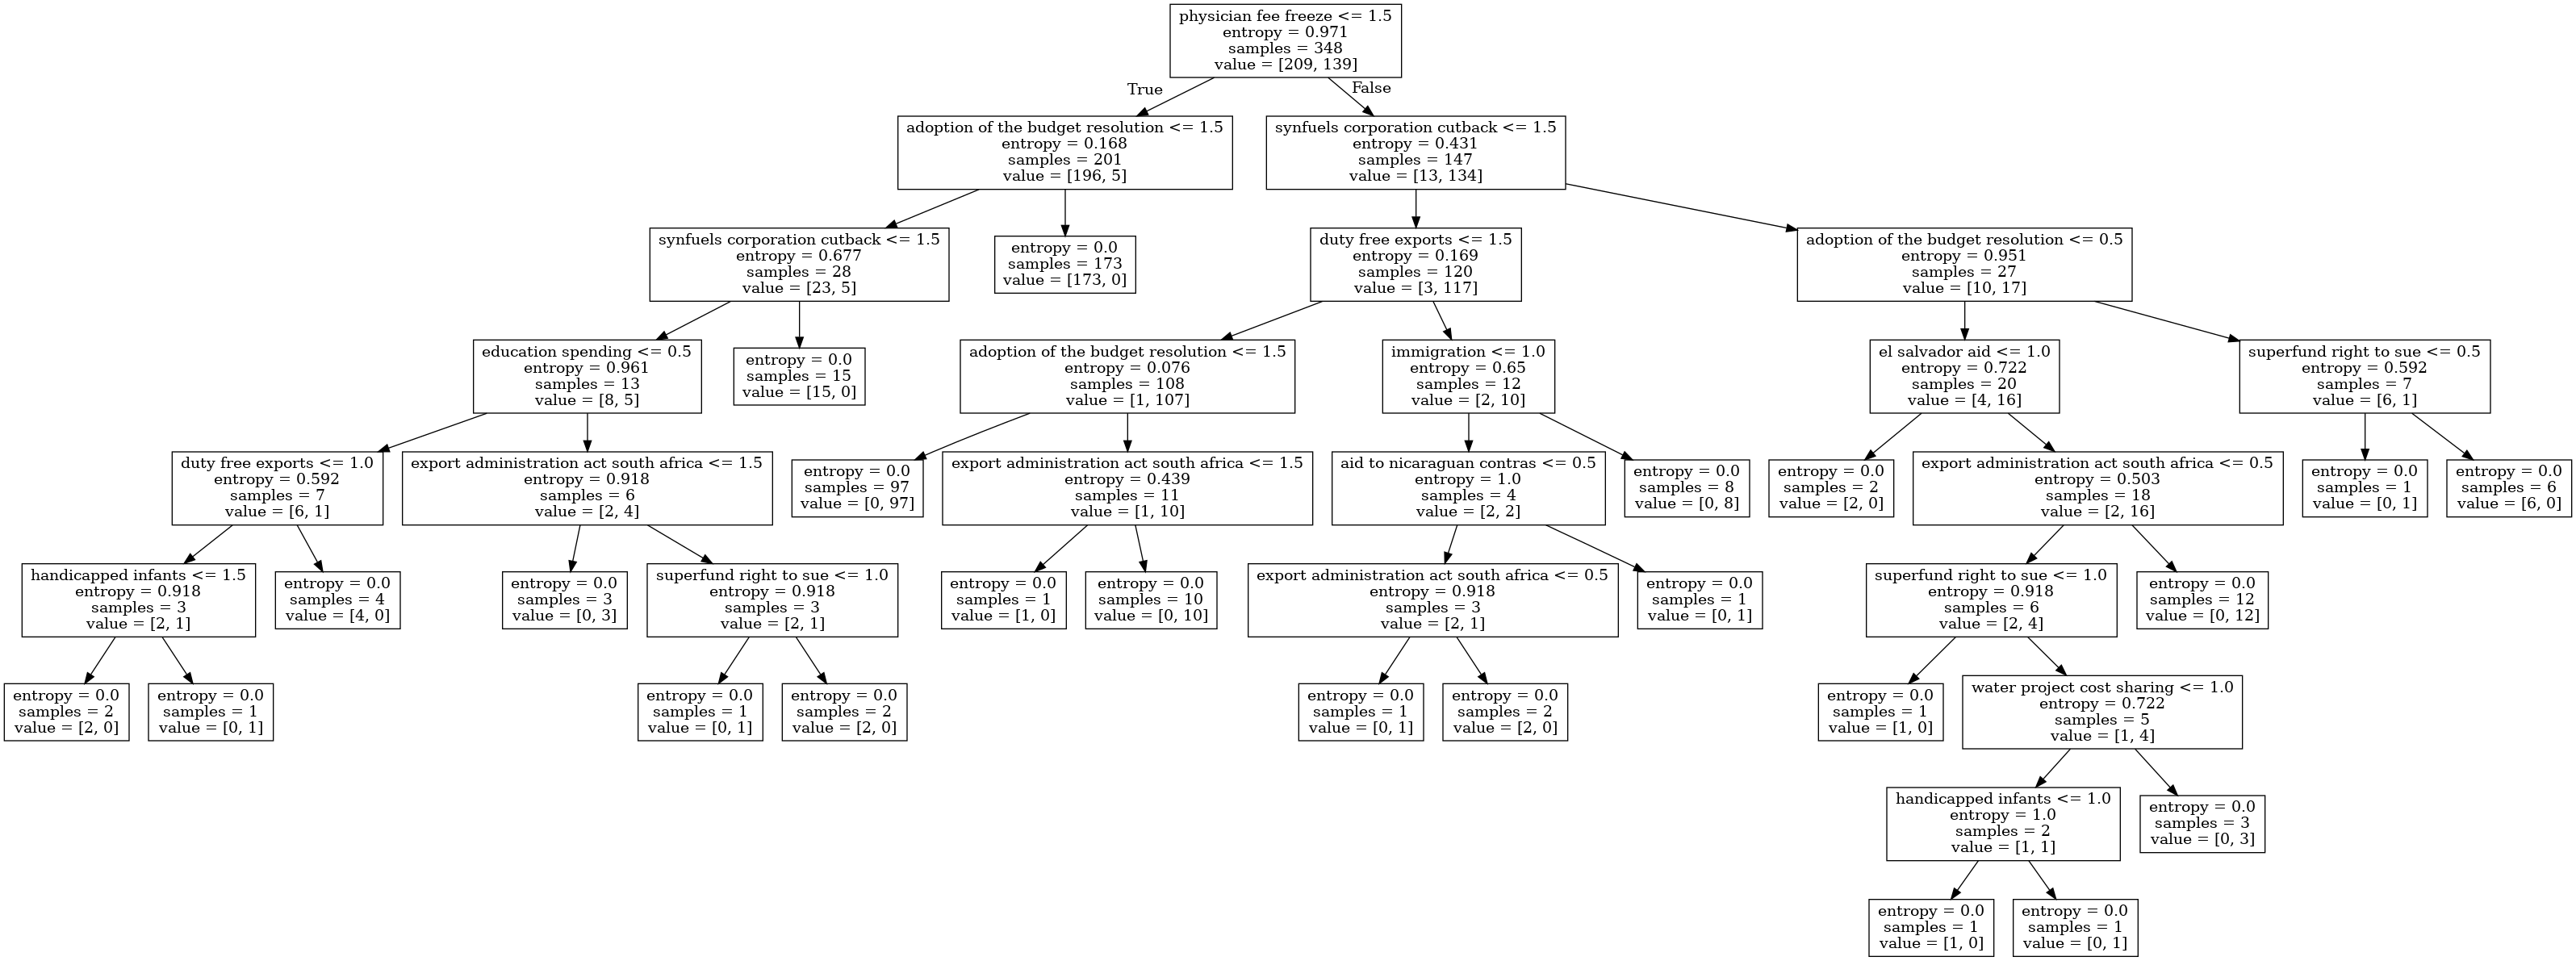 physician fee freeze <= 1.5
entropy = 0.971
samples = 348
value = [209, 139]
True
False
adoption of the budget resolution <= 1.5
entropy = 0.168
samples = 201
value = [196, 5]
synfuels corporation cutback <= 1.5
entropy = 0.431
samples = 147
value = [13, 134]
synfuels corporation cutback <= 1.5
entropy = 0.677
samples = 28
value = [23, 5]
entropy = 0.0
samples = 173
value = [173, 0]
duty free exports <= 1.5
entropy = 0.169
samples = 120
value = [3, 117]
adoption of the budget resolution <= 0.5
entropy = 0.951
samples = 27
value = [10, 17]
education spending <= 0.5
entropy = 0.961
samples = 13
value = [8, 5]
entropy = 0.0
samples = 15
value = [15, 0]
adoption of the budget resolution <= 1.5
entropy = 0.076
samples = 108
value = [1, 107]
immigration <= 1.0
entropy = 0.65
samples = 12
value = [2, 10]
el salvador aid <= 1.0
entropy = 0.722
samples = 20
value = [4, 16]
superfund right to sue <= 0.5
entropy = 0.592
samples = 7
value = [6, 1]
duty free exports <= 1.0
entropy = 0.592
samples = 7
value = [6, 1]
export administration act south africa <= 1.5
entropy = 0.918
samples = 6
value = [2, 4]
entropy = 0.0
samples = 97
value = [0, 97]
export administration act south africa <= 1.5
entropy = 0.439
samples = 11
value = [1, 10]
aid to nicaraguan contras <= 0.5
entropy = 1.0
samples = 4
value = [2, 2]
entropy = 0.0
samples = 8
value = [0, 8]
entropy = 0.0
samples = 2
value = [2, 0]
export administration act south africa <= 0.5
entropy = 0.503
samples = 18
value = [2, 16]
entropy = 0.0
samples = 1
value = [0, 1]
entropy = 0.0
samples = 6
value = [6, 0]
handicapped infants <= 1.5
entropy = 0.918
samples = 3
value = [2, 1]
entropy = 0.0
samples = 4
value = [4, 0]
entropy = 0.0
samples = 3
value = [0, 3]
superfund right to sue <= 1.0
entropy = 0.918
samples = 3
value = [2, 1]
entropy = 0.0
samples = 1
value = [1, 0]
entropy = 0.0
samples = 10
value = [0, 10]
export administration act south africa <= 0.5
entropy = 0.918
samples = 3
value = [2, 1]
entropy = 0.0
samples = 1
value = [0, 1]
superfund right to sue <= 1.0
entropy = 0.918
samples = 6
value = [2, 4]
entropy = 0.0
samples = 12
value = [0, 12]
entropy = 0.0
samples = 2
value = [2, 0]
entropy = 0.0
samples = 1
value = [0, 1]
entropy = 0.0
samples = 1
value = [0, 1]
entropy = 0.0
samples = 2
value = [2, 0]
entropy = 0.0
samples = 1
value = [0, 1]
entropy = 0.0
samples = 2
value = [2, 0]
entropy = 0.0
samples = 1
value = [1, 0]
water project cost sharing <= 1.0
entropy = 0.722
samples = 5
value = [1, 4]
handicapped infants <= 1.0
entropy = 1.0
samples = 2
value = [1, 1]
entropy = 0.0
samples = 3
value = [0, 3]
entropy = 0.0
samples = 1
value = [1, 0]
entropy = 0.0
samples = 1
value = [0, 1]